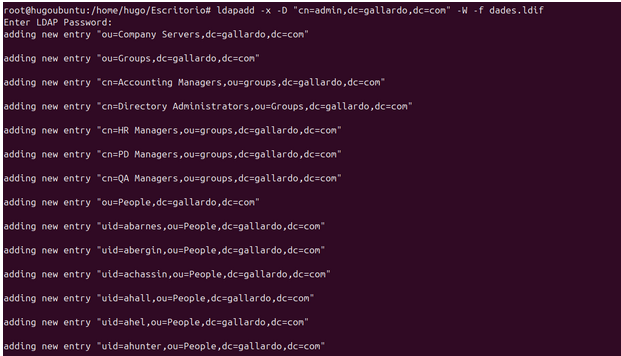 root@hugoubuntu:/home/hugo/Escritorio# ldapadd -x -D "cn=admin,dc=gallardo,dc=com" -W -f dades.ldif
Enter LDAP Password:
adding new entry "ou=Company Servers,dc=gallardo,dc=com"
adding new entry "ou=Groups,dc=gallardo,dc=com"
adding new entry "cn=Accounting Managers,ou=groups,dc=gallardo,dc=com"
adding new entry "cn=Directory Administrators,ou=Groups,dc=gallardo,dc=com"
adding new entry "cn=HR Managers,ou=groups,dc=gallardo,dc=com"
adding new entry "cn=PD Managers,ou=groups,dc=gallardo,dc=com"
adding new entry "cn=QA Managers,ou=groups,dc=gallardo,dc=com"
adding new entry "ou=People,dc=gallardo,dc=com"
adding new entry "uid=abarnes,ou=People,dc=gallardo,dc=com"
adding new entry "uid=abergin,ou=People,dc=gallardo,dc=com"
adding new entry "uid=achassin,ou=People,dc=gallardo,dc=com"
adding new entry "uid=ahall,ou=People,dc=gallardo,dc=com"
adding new entry "uid=ahel,ou=People,dc=gallardo,dc=com"
adding new entry "uid=ahunter,ou=People,dc=gallardo,dc=com"